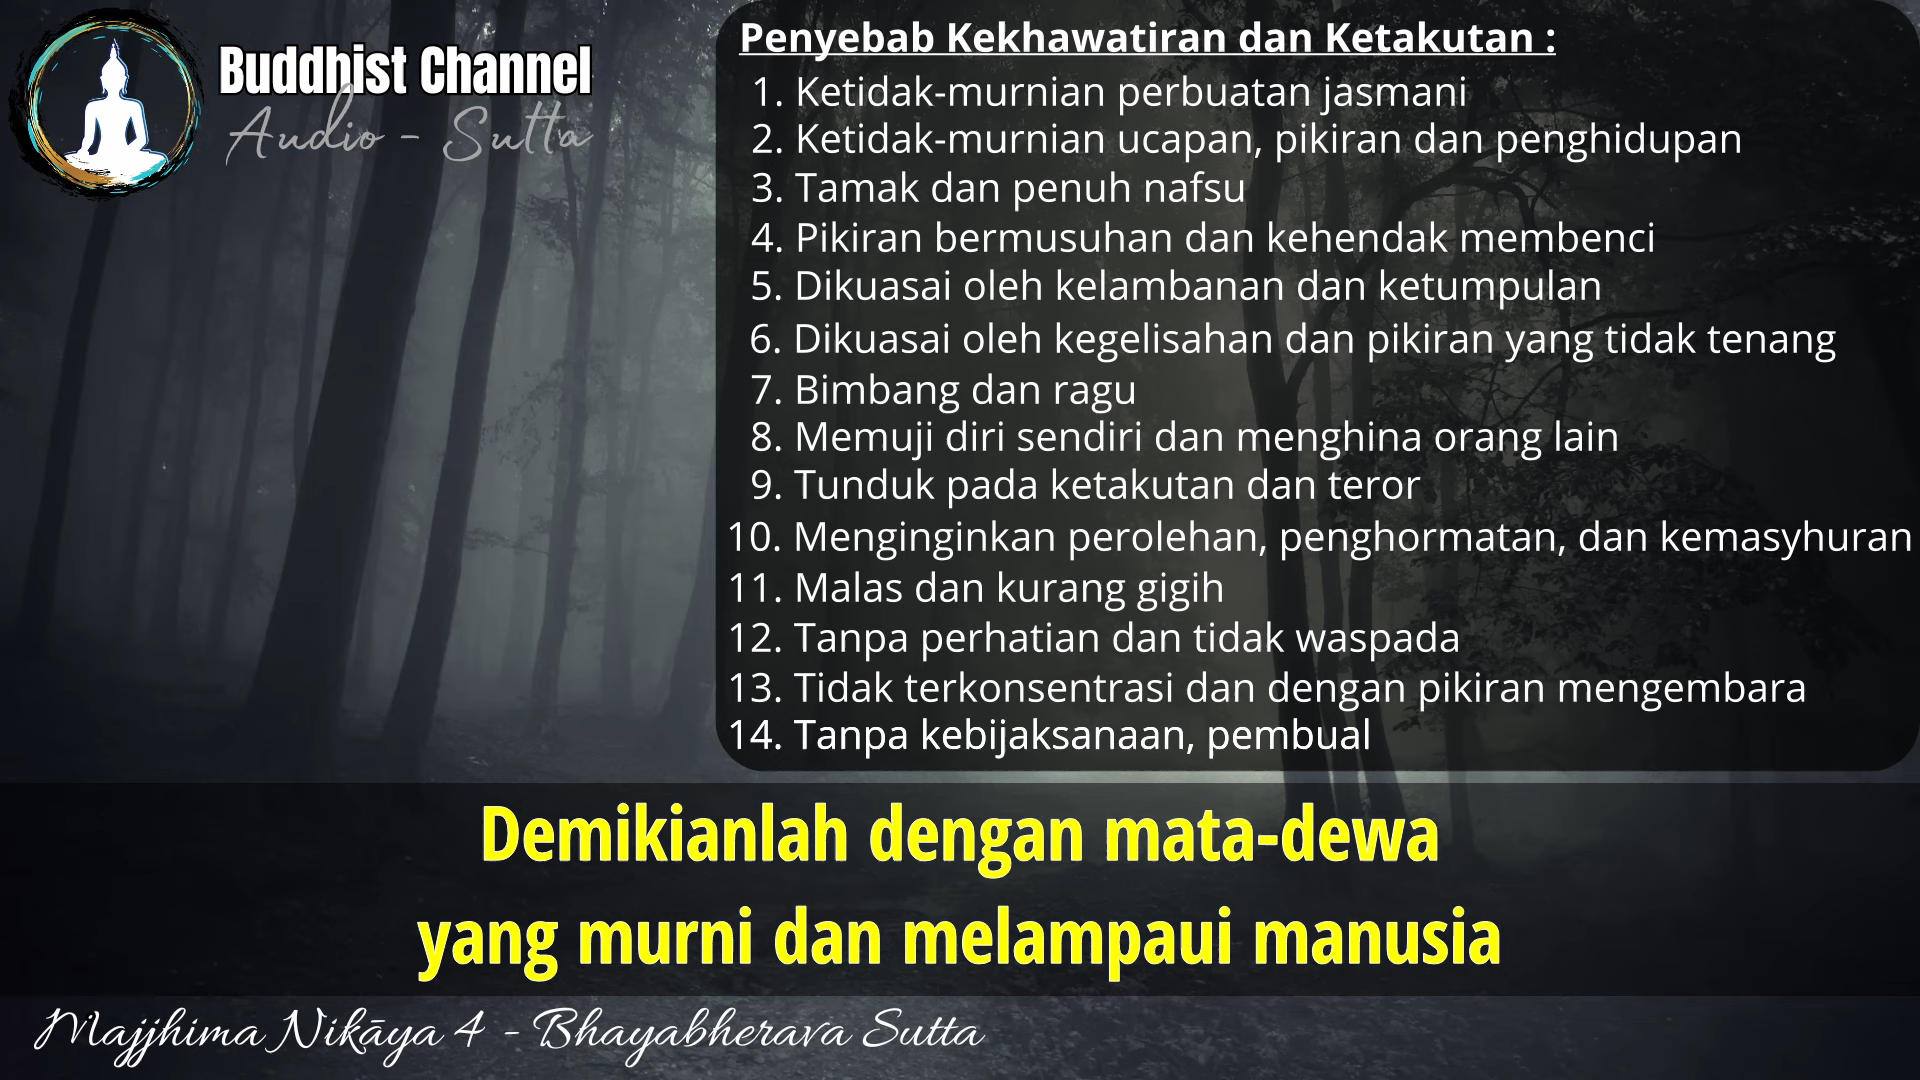 Buddhist Channel
Audio - Sutta
Penyebab Kekhawatiran dan Ketakutan :
1. Ketidak-murnian perbuatan jasmani
2. Ketidak-murnian ucapan, pikiran dan penghidupan
3. Tamak dan penuh nafsu
4. Pikiran bermusuhan dan kehendak membenci
5. Dikuasai oleh kelambanan dan ketumpulan
6. Dikuasai oleh kegelisahan dan pikiran yang tidak tenang
7. Bimbang dan ragu
8. Memuji diri sendiri dan menghina orang lain
9. Tunduk pada ketakutan dan teror
10. Menginginkan perolehan, penghormatan, dan kemasyhuran
11. Malas dan kurang gigih
12. Tanpa perhatian dan tidak waspada
13. Tidak terkonsentrasi dan dengan pikiran mengembara
14. Tanpa kebijaksanaan, pembual
Demikianlah dengan mata-dewa
yang murni dan melampaui manusia
Majjhima Nikāya 4 - Bhayabherava Sutta